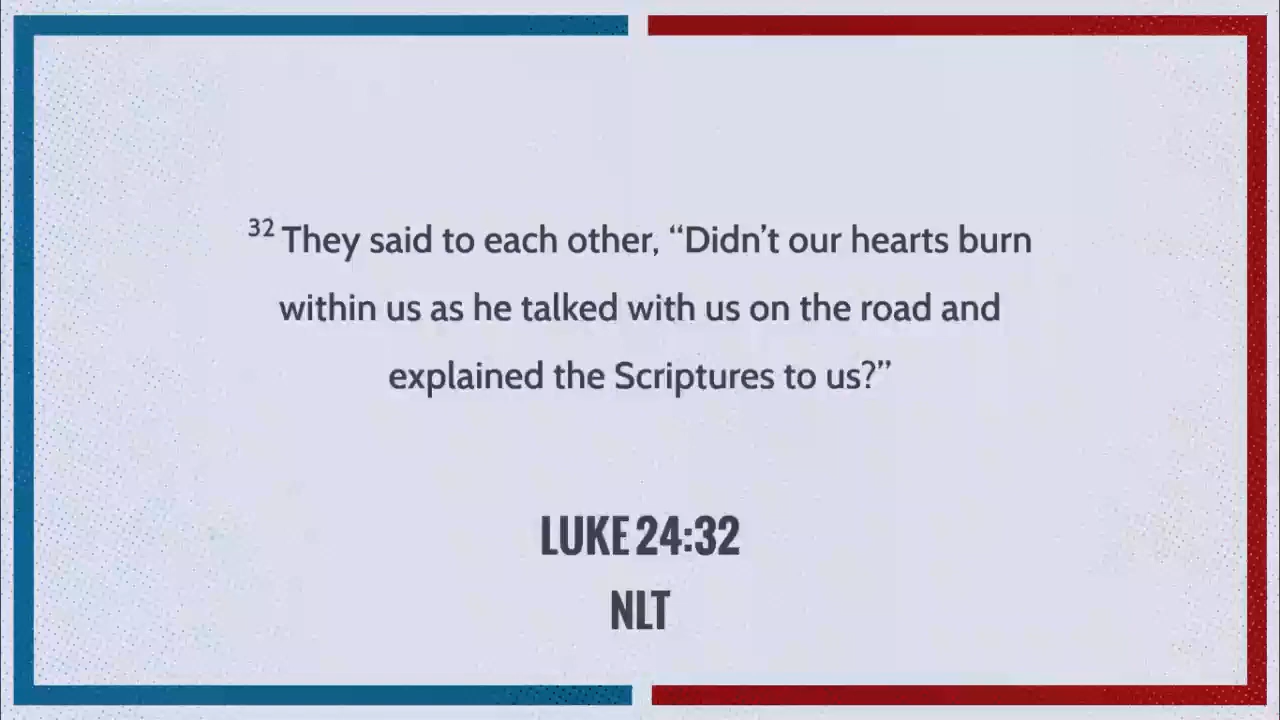 32 They said to each other, “Didn’t our hearts burn
within us as he talked with us on the road and
explained the Scriptures to us?”
LUKE 24:32
NLT